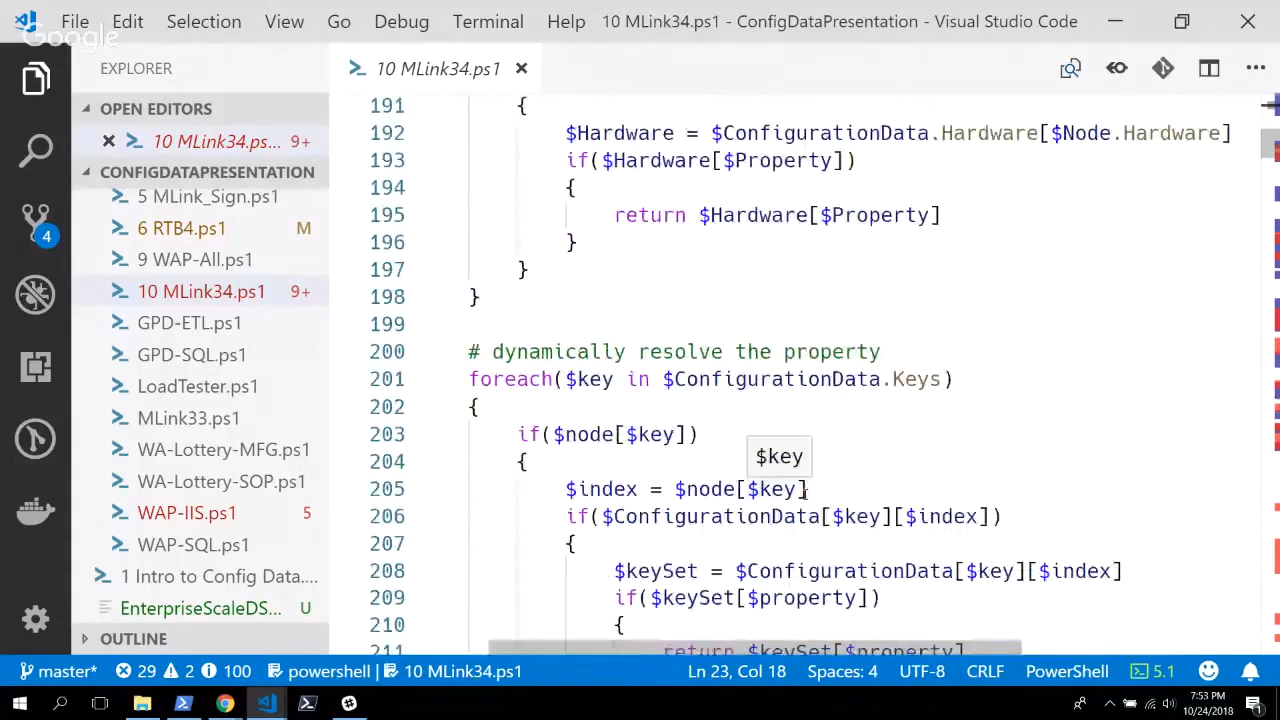 File Edit Selection View Go Debug Terminal Help 10 MLink34.ps1 - ConfigDataPresentation - Visual Studio Code
Google
EXPLORER
OPEN EDITORS
10 MLink34.ps... 9+
CONFIGDATAPRESENTATION
5 MLink_Sign.ps1
6 RTB4.ps1 M
9 WAP-All.ps1
10 MLink34.ps1 9+
GPD-ETL.ps1
GPD-SQL.ps1
LoadTester.ps1
MLink33.ps1
WA-Lottery-MFG.ps1
WA-Lottery-SOP.ps1
WAP-IIS.ps1 5
WAP-SQL.ps1
1 Intro to Config Data....
EnterpriseScaleDS... U
OUTLINE
4
10 MLink34.ps1
191 {
192 $Hardware = $ConfigurationData.Hardware[$Node.Hardware]
193 if($Hardware[$Property])
194 {
195 return $Hardware[$Property]
196 }
197 }
198 }
199
200 # dynamically resolve the property
201 foreach($key in $ConfigurationData.Keys)
202 {
203 if($node[$key])
204 {
$key
205 $index = $node[$key]
206 if($ConfigurationData[$key][$index])
207 {
208 $keySet = $ConfigurationData[$key][$index]
209 if($keySet[$property])
210 {
211 return $keySet[$property]
master* 29 2 100 powershell 10 MLink34.ps1 Ln 23, Col 18 Spaces: 4 UTF-8 CRLF PowerShell 5.1
7:53 PM
10/24/2018
1